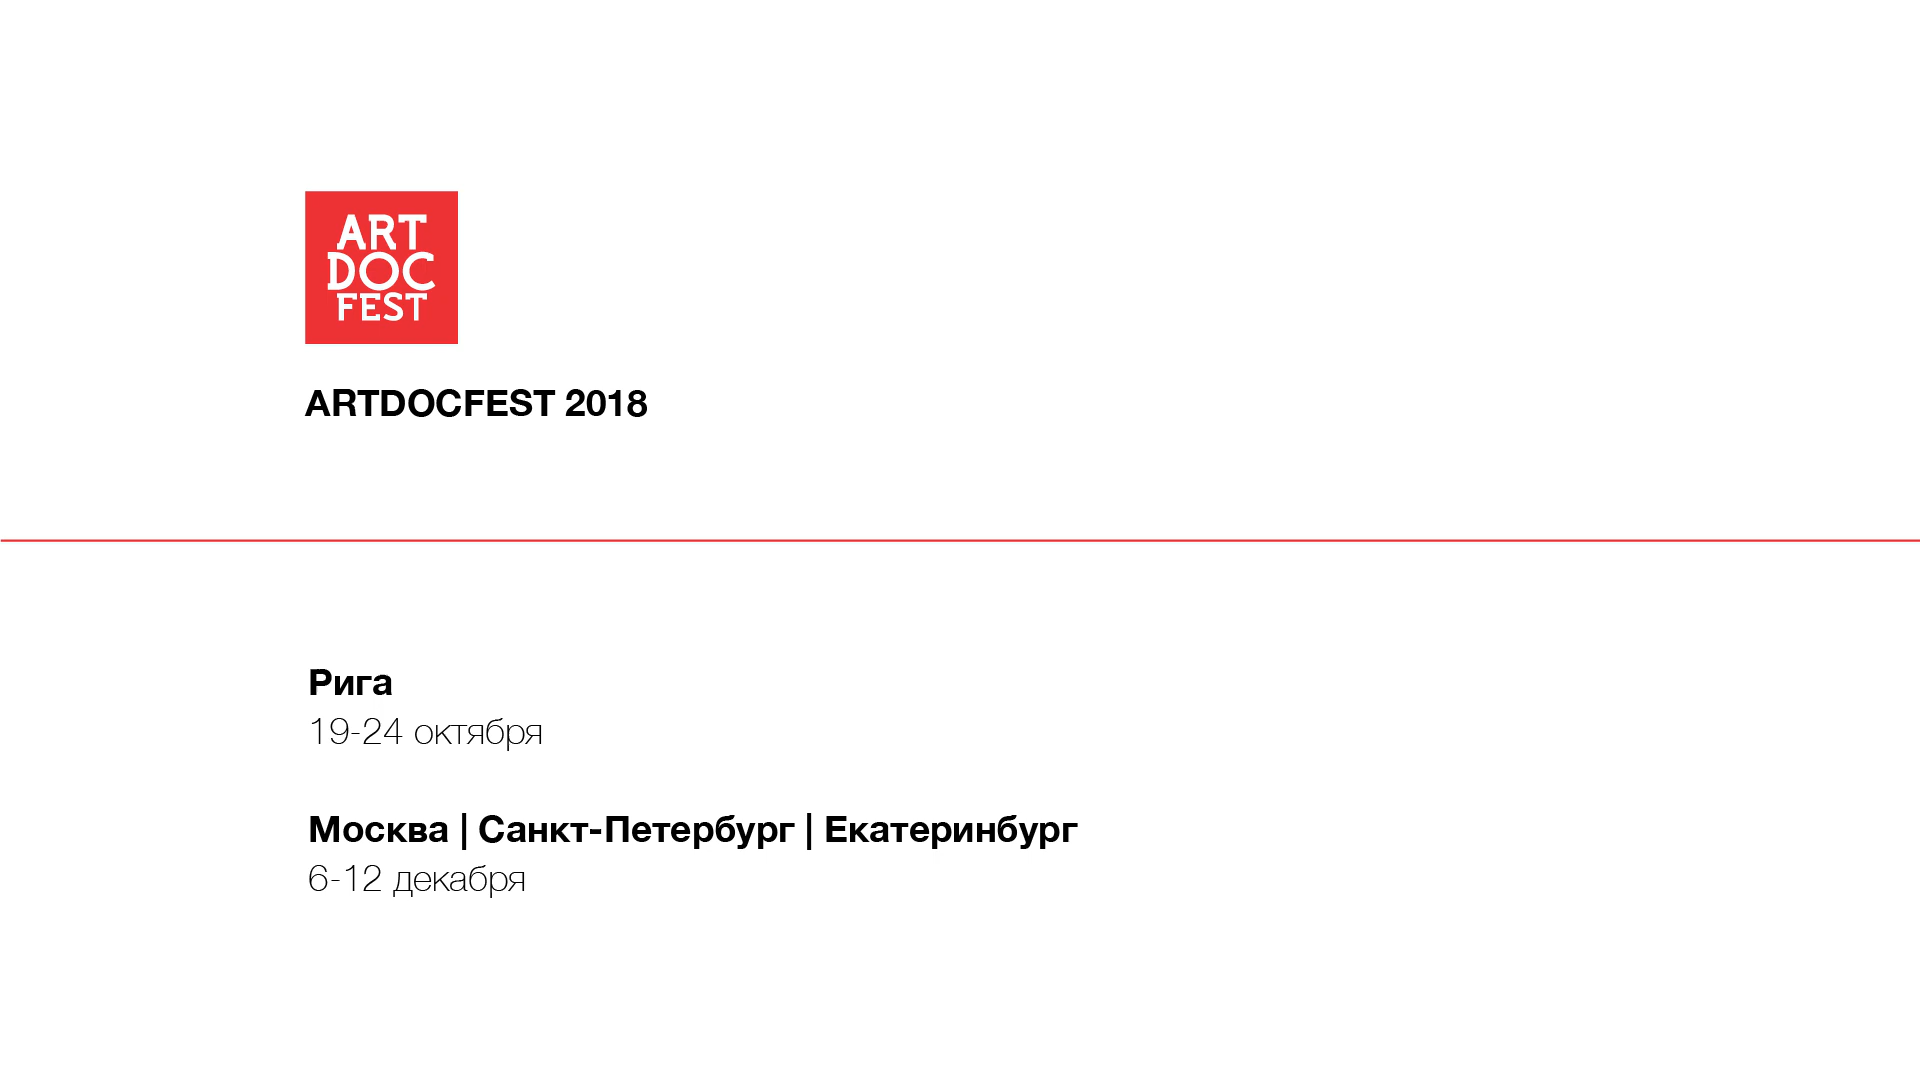 ART
DOC
FEST
ARTDOCFEST 2018
Рига
19-24 октября
Москва | Санкт-Петербург | Екатеринбург
6-12 декабря